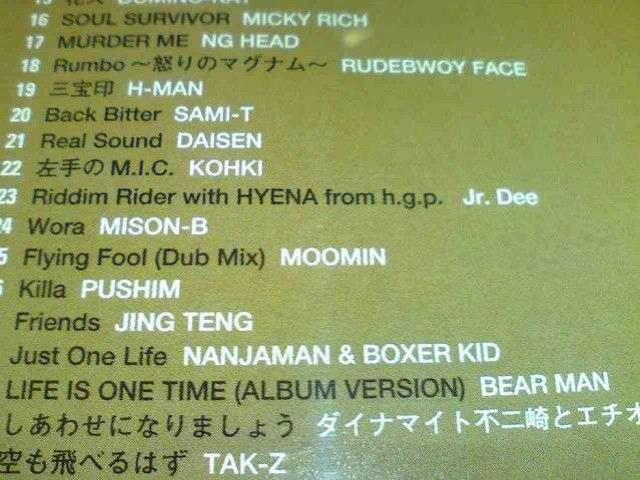 16 SOUL SURVIVOR MICKY RICH
17 MURDER ME NG HEAD
18 Rumbo ～怒りのマグナム～ RUDEBWOY FACE
19 三宝印 H-MAN
20 Back Bitter SAMI-T
21 Real Sound DAISEN
22 左手のM.I.C. KOHKI
23 Riddim Rider with HYENA from h.g.p. Jr. Dee
24 Wora MISON-B
5 Flying Fool (Dub Mix) MOOMIN
Killa PUSHIM
Friends JING TENG
Just One Life NANJAMAN & BOXER KID
LIFE IS ONE TIME (ALBUM VERSION) BEAR MAN
しあわせになりましょう ダイナマイト不二崎とエチオ
空も飛べるはず TAK-Z